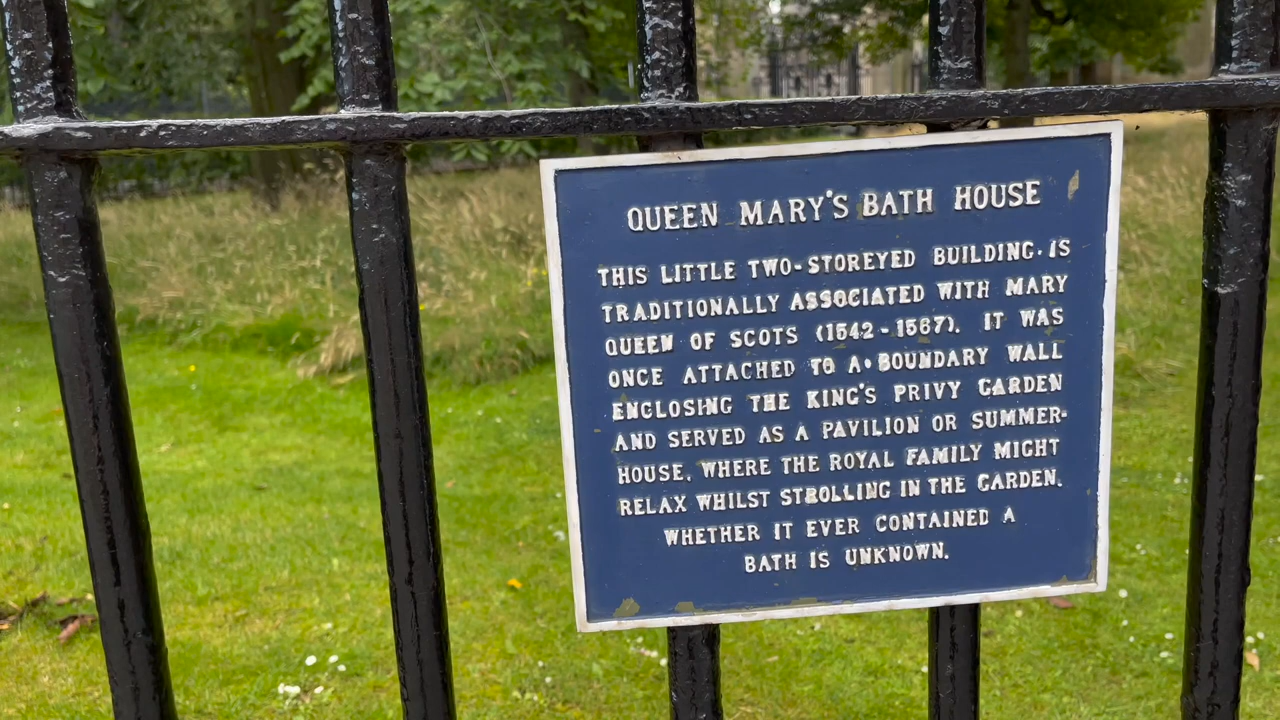 QUEEN MARY'S BATH HOUSE
THIS LITTLE TWO-STOREYED BUILDING, IS
TRADITIONALLY ASSOCIATED WITH MARY
QUEEN OF SCOTS (1542-1567). IT WAS
ONCE ATTACHED TO A BOUNDARY WALL
ENCLOSING THE KING'S PRIVY GARDEN
AND SERVED AS A PAVILION OR SUMMER-
HOUSE, WHERE THE ROYAL FAMILY MIGHT
RELAX WHILST STROLLING IN THE GARDEN.
WHETHER IT EVER CONTAINED A
BATH IS UNKNOWN.